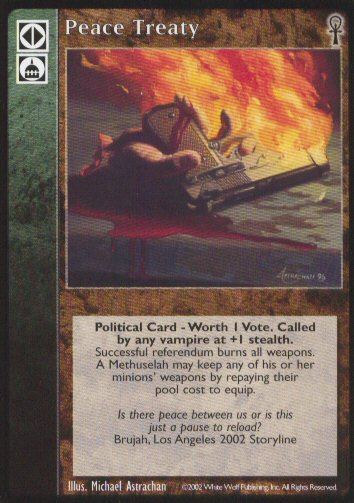 Peace Treaty
Astrachan 96
Political Card - Worth 1 Vote. Called
by any vampire at +1 stealth.
Successful referendum burns all weapons.
A Methuselah may keep any of his or her
minions' weapons by repaying their
pool cost to equip.
Is there peace between us or is this
just a pause to reload?
Brujah, Los Angeles 2002 Storyline
Illus. Michael Astrachan ©2002 White Wolf Publishing, Inc. All Rights Reserved.